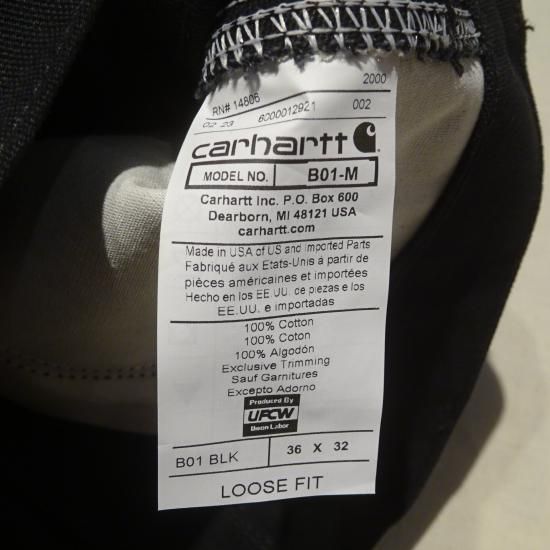 2000
RN# 14806
02 23 6000012921 002
carhartt
MODEL NO. B01-M
Carhartt Inc. P.O. Box 600
Dearborn, MI 48121 USA
carhartt.com
Made in USA of US and Imported Parts
Fabriqué aux Etats-Unis à partir de
pièces américaines et importées
Hecho en los EE.UU. de piezas e los
EE.UU. e importadas
100% Cotton
100% Coton
100% Algodón
Exclusive Trimming
Sauf Garnitures
Excepto Adorno
Produced By
UFCW
Union Labor
B01 BLK 36 X 32
LOOSE FIT